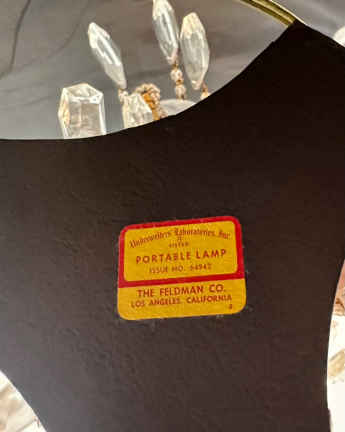 Underwriters' Laboratories, Inc.
LISTED
PORTABLE LAMP
ISSUE NO. 64942
THE FELDMAN CO.
LOS ANGELES, CALIFORNIA